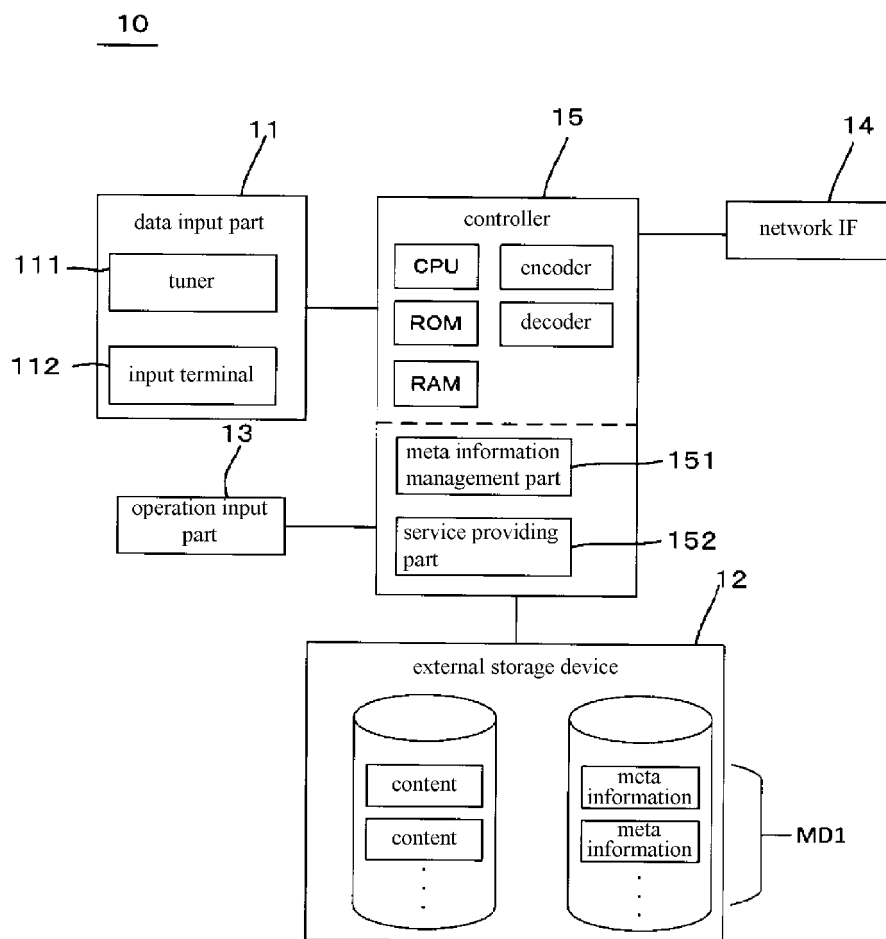 10
11
15
14
data input part
controller
network IF
111
tuner
CPU
encoder
ROM
decoder
112
input terminal
RAM
13
meta information
management part
151
operation input
part
service providing
part
152
12
external storage device
content
meta
information
content
meta
information
MD1